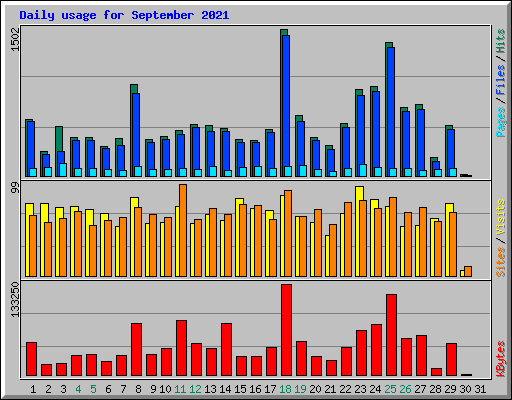 Daily usage for September 2021
1502
Pages/Files/Hits
99
Sites/Visits
133250
KBytes
1 2 3 4 5 6 7 8 9 10 11 12 13 14 15 16 17 18 19 20 21 22 23 24 25 26 27 28 29 30 31